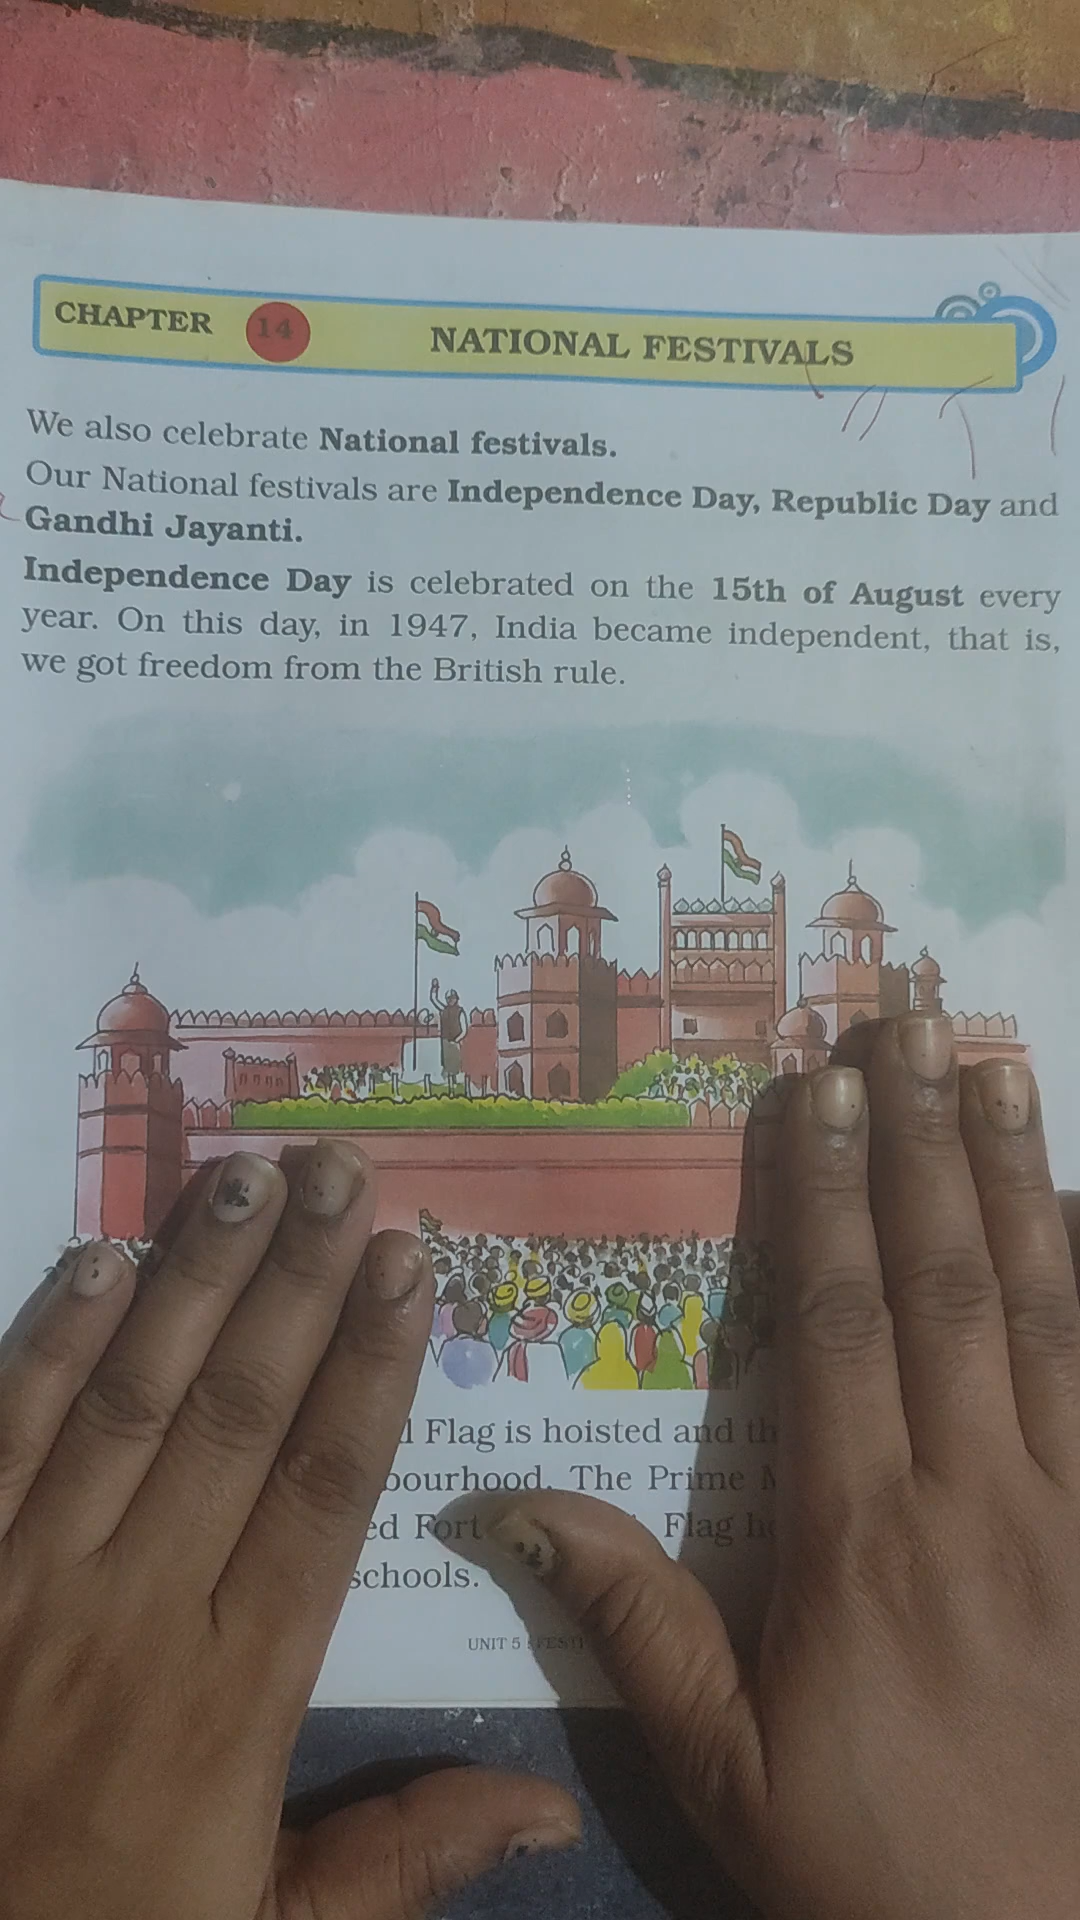 CHAPTER 14 NATIONAL FESTIVALS
We also celebrate National festivals.
Our National festivals are Independence Day, Republic Day and
Gandhi Jayanti.
Independence Day is celebrated on the 15th of August every
year. On this day, in 1947, India became independent, that is,
we got freedom from the British rule.
Flag is hoisted and
The Prime
Fort Flag
schools.
UNIT 5